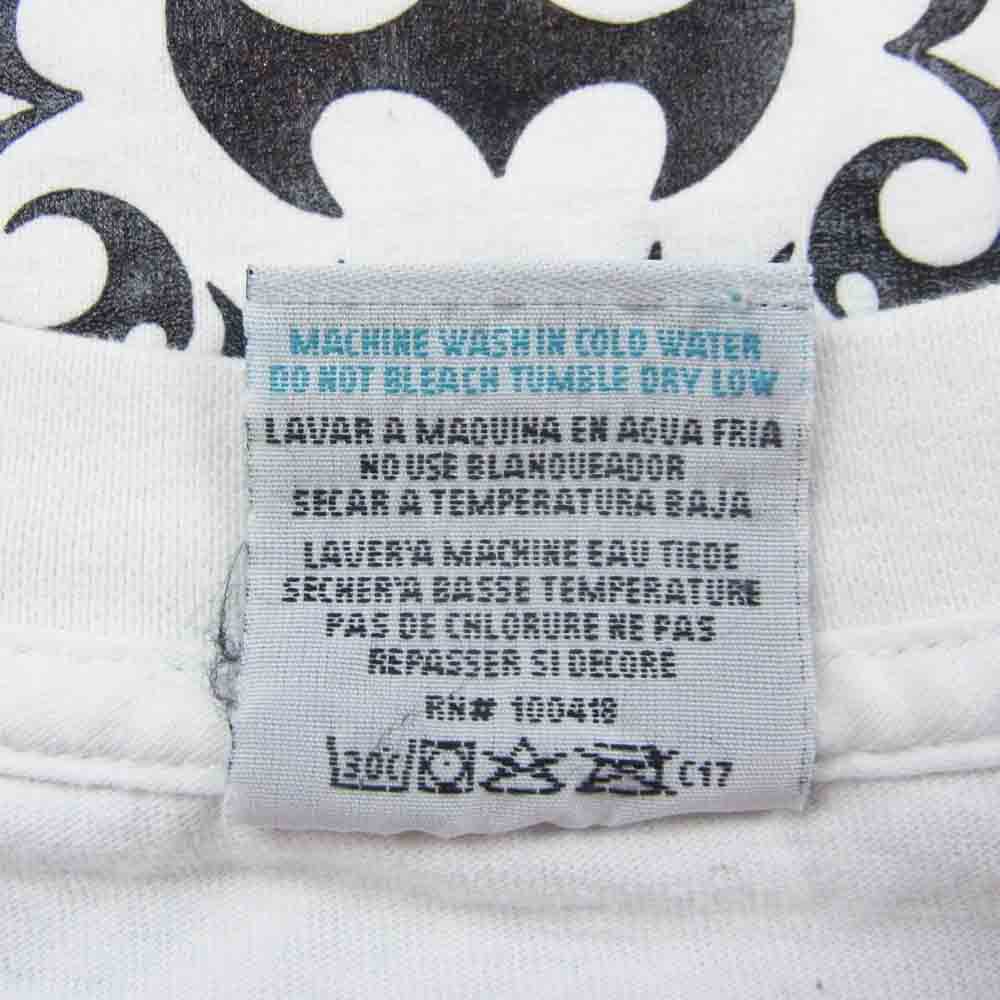 MACHINE WASH IN COLD WATER
DO NOT BLEACH TUMBLE DRY LOW
LAVAR A MAQUINA EN AGUA FRIA
NO USE BLANQUEADOR
SECAR A TEMPERATURA BAJA
LAVER'A MACHINE EAU TIEDE
SECHER'A BASSE TEMPERATURE
PAS DE CHLORURE NE PAS
REPASSER SI DECORE
RN# 100418
30C C17